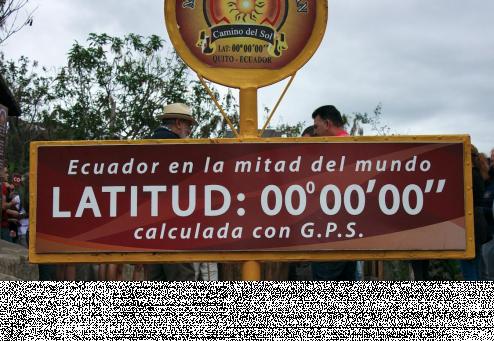 Camino del Sol
LAT: 00°00'00"
QUITO - ECUADOR
Ecuador en la mitad del mundo
LATITUD: 00°00'00"
calculada con G.P.S.